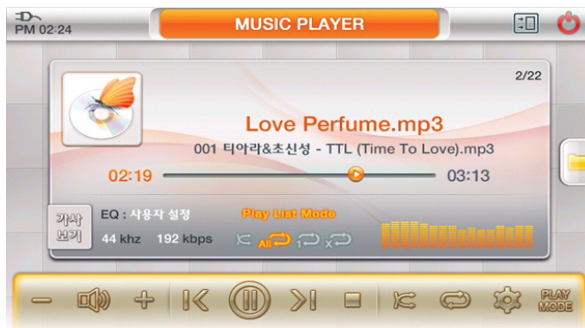 PM 02:24
MUSIC PLAYER
2/22
Love Perfume.mp3
001 티아라&초신성 - TTL (Time To Love).mp3
02:19
03:13
가사
보기
EQ : 사용자 설정
Play List Mode
44 khz 192 kbps
All 1 x
PLAY
MODE